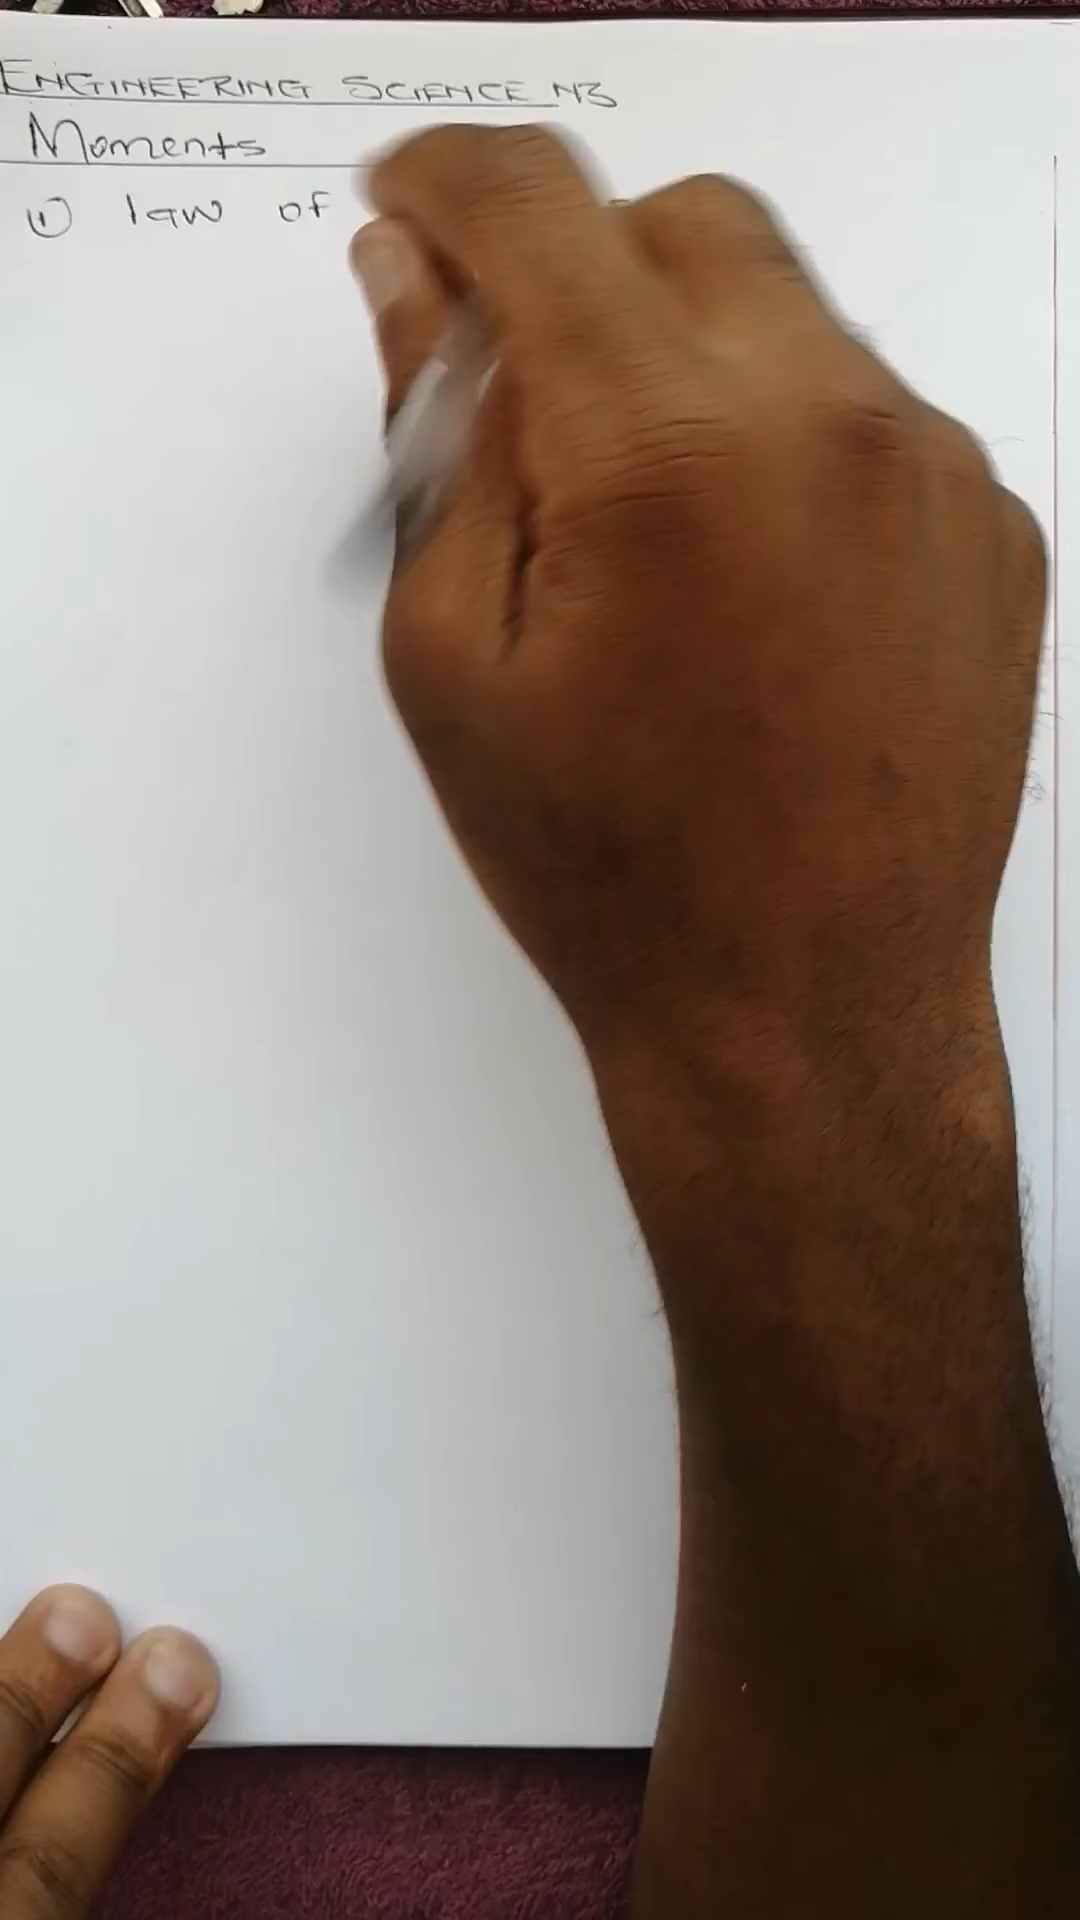 ENGINEERING SCIENCE N3
Moments
① law of